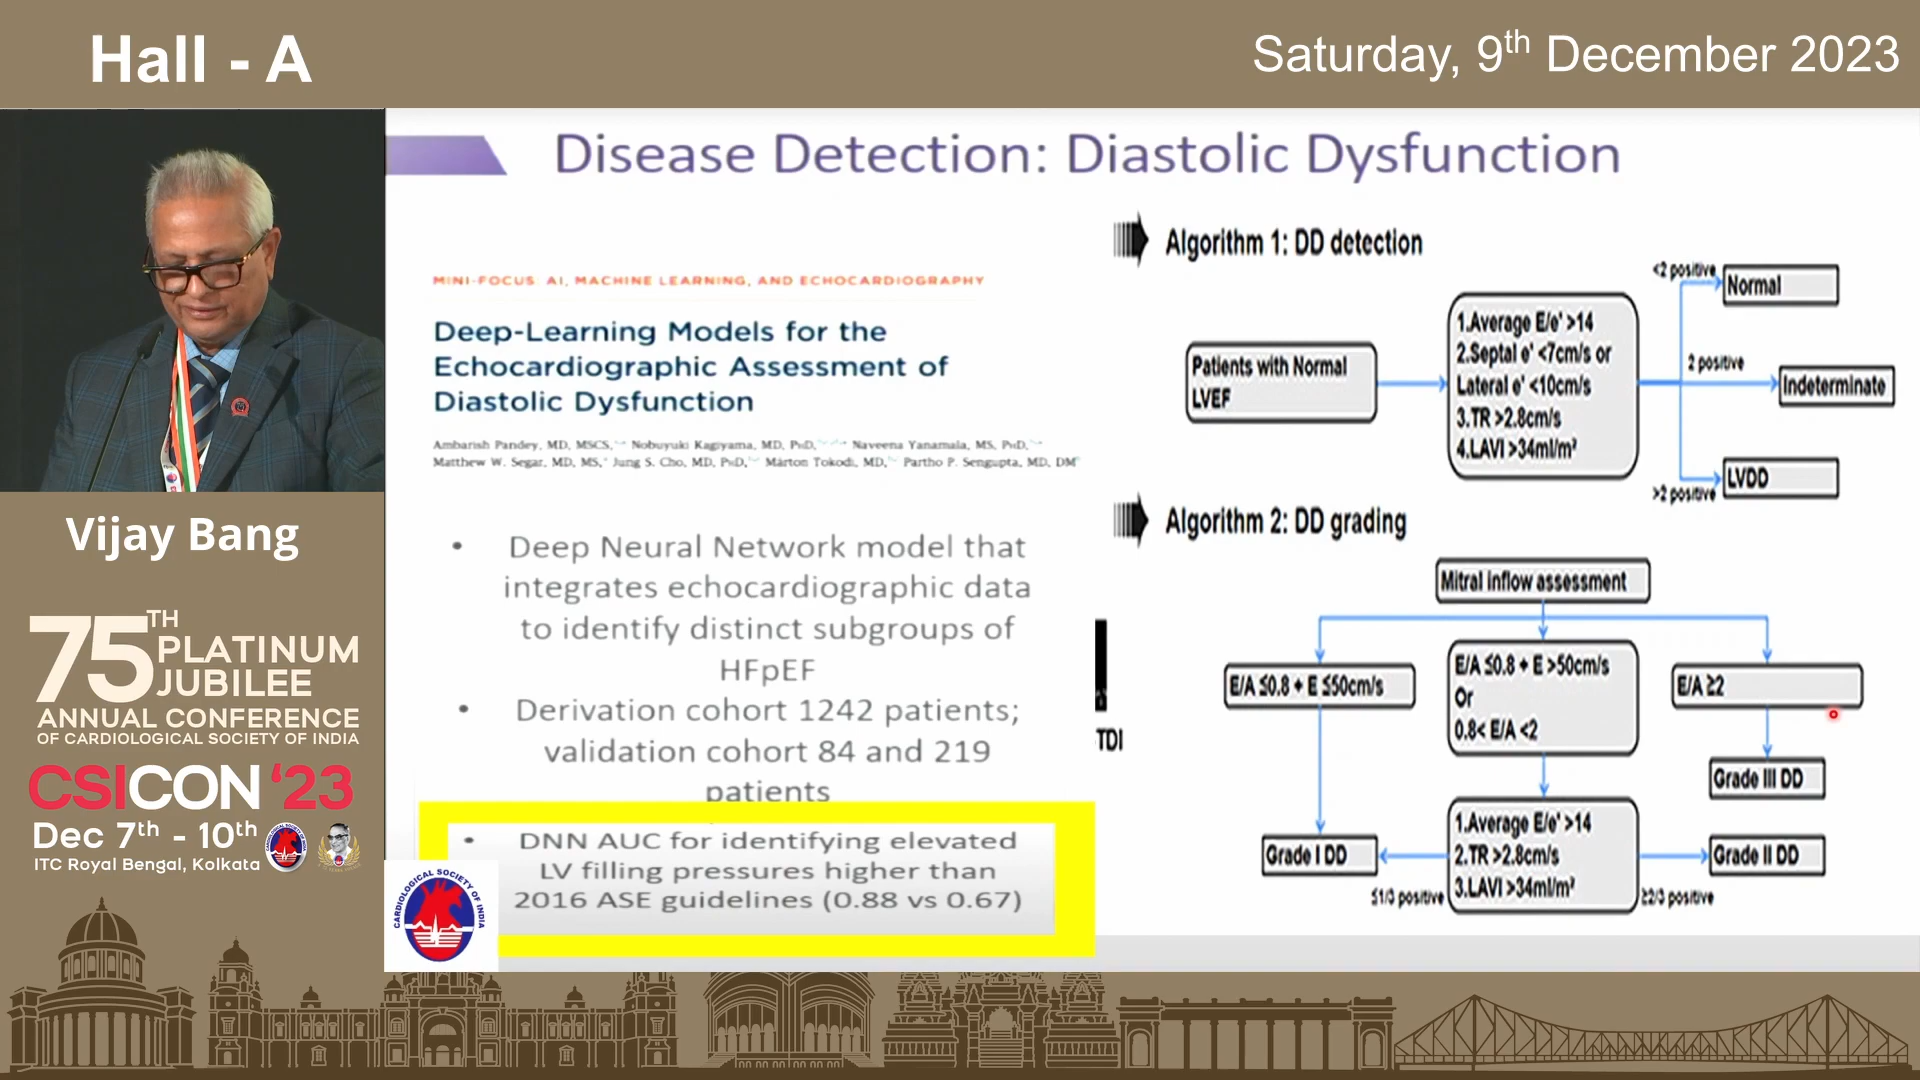 Hall - A
Saturday, 9th December 2023
Disease Detection: Diastolic Dysfunction
MINI-FOCUS: AI, MACHINE LEARNING, AND ECHOCARDIOGRAPHY
Deep-Learning Models for the
Echocardiographic Assessment of
Diastolic Dysfunction
Ambarish Pandey, MD, MSCS, Nobuyuki Kagiyama, MD, PhD, Naveena Yanamala, MS, PhD,
Matthew W. Segar, MD, MS, Jung S. Cho, MD, PhD, Márton Tokodi, MD, Partho P. Sengupta, MD, DM
• Deep Neural Network model that
integrates echocardiographic data
to identify distinct subgroups of
HFpEF
• Derivation cohort 1242 patients;
validation cohort 84 and 219
patients
• DNN AUC for identifying elevated
LV filling pressures higher than
2016 ASE guidelines (0.88 vs 0.67)
Algorithm 1: DD detection
Patients with Normal
LVEF
1.Average E/e' >14
2.Septal e' <7cm/s or
Lateral e' <10cm/s
3.TR >2.8cm/s
4.LAVI >34ml/m²
<2 positive
Normal
2 positive
Indeterminate
>2 positive
LVDD
Algorithm 2: DD grading
Mitral inflow assessment
E/A ≤0.8 + E ≤50cm/s
E/A ≤0.8 + E >50cm/s
Or
0.8< E/A <2
E/A ≥2
TDI
Grade III DD
Grade I DD
1.Average E/e' >14
2.TR >2.8cm/s
3.LAVI >34ml/m²
Grade II DD
≤1/3 positive
≥2/3 positive
Vijay Bang
75TH
PLATINUM
JUBILEE
ANNUAL CONFERENCE
OF CARDIOLOGICAL SOCIETY OF INDIA
CSICON '23
Dec 7th - 10th
ITC Royal Bengal, Kolkata
CARDIOLOGICAL SOCIETY OF INDIA